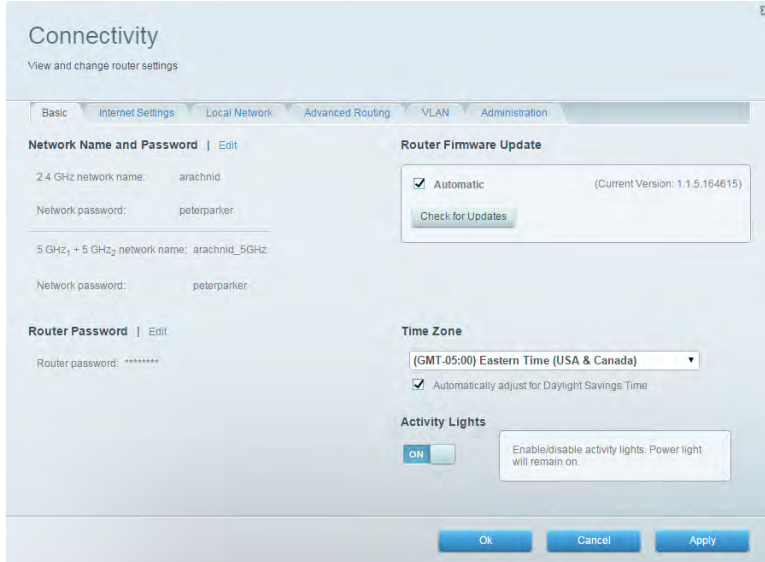 Connectivity
View and change router settings
Basic Internet Settings Local Network Advanced Routing VLAN Administration
Network Name and Password | Edit
2.4 GHz network name: arachnid
Network password: peterparker
5 GHz1 + 5 GHz2 network name: arachnid_5GHz
Network password: peterparker
Router Password | Edit
Router password: ********
Router Firmware Update
Automatic (Current Version: 1.1.5.164615)
Check for Updates
Time Zone
(GMT-05:00) Eastern Time (USA & Canada)
Automatically adjust for Daylight Savings Time
Activity Lights
ON
Enable/disable activity lights. Power light
will remain on.
Ok Cancel Apply